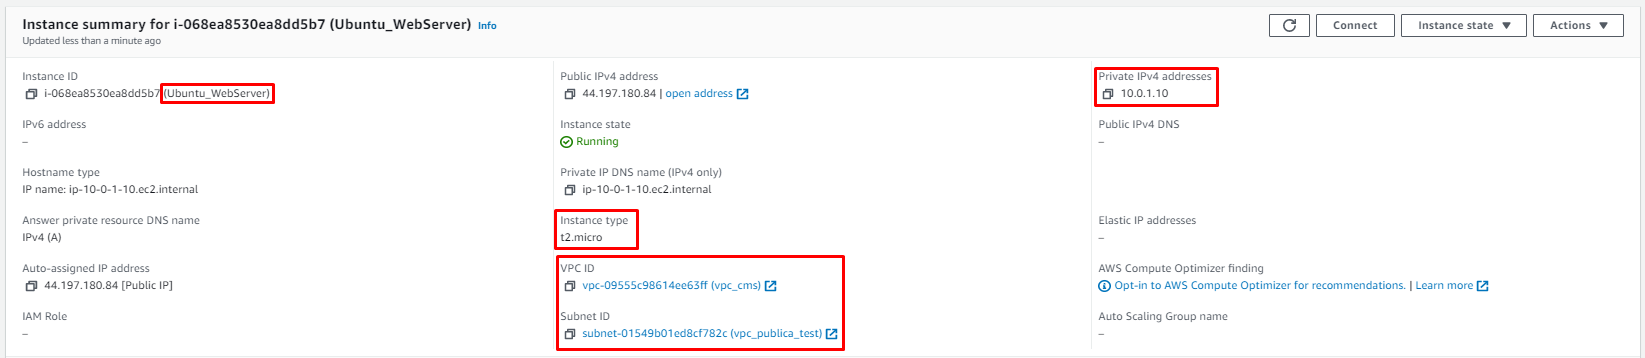 Instance summary for i-068ea8530ea8dd5b7 (Ubuntu_WebServer) Info
Updated less than a minute ago
Connect
Instance state
Actions
Instance ID
i-068ea8530ea8dd5b7 (Ubuntu_WebServer)
Public IPv4 address
44.197.180.84 | open address
Private IPv4 addresses
10.0.1.10
IPv6 address
–
Instance state
Running
Public IPv4 DNS
–
Hostname type
IP name: ip-10-0-1-10.ec2.internal
Private IP DNS name (IPv4 only)
ip-10-0-1-10.ec2.internal
Answer private resource DNS name
IPv4 (A)
Instance type
t2.micro
Elastic IP addresses
–
Auto-assigned IP address
44.197.180.84 [Public IP]
VPC ID
vpc-09555c98614ee63ff (vpc_cms)
AWS Compute Optimizer finding
Opt-in to AWS Compute Optimizer for recommendations. | Learn more
IAM Role
–
Subnet ID
subnet-01549b01ed8cf782c (vpc_publica_test)
Auto Scaling Group name
–